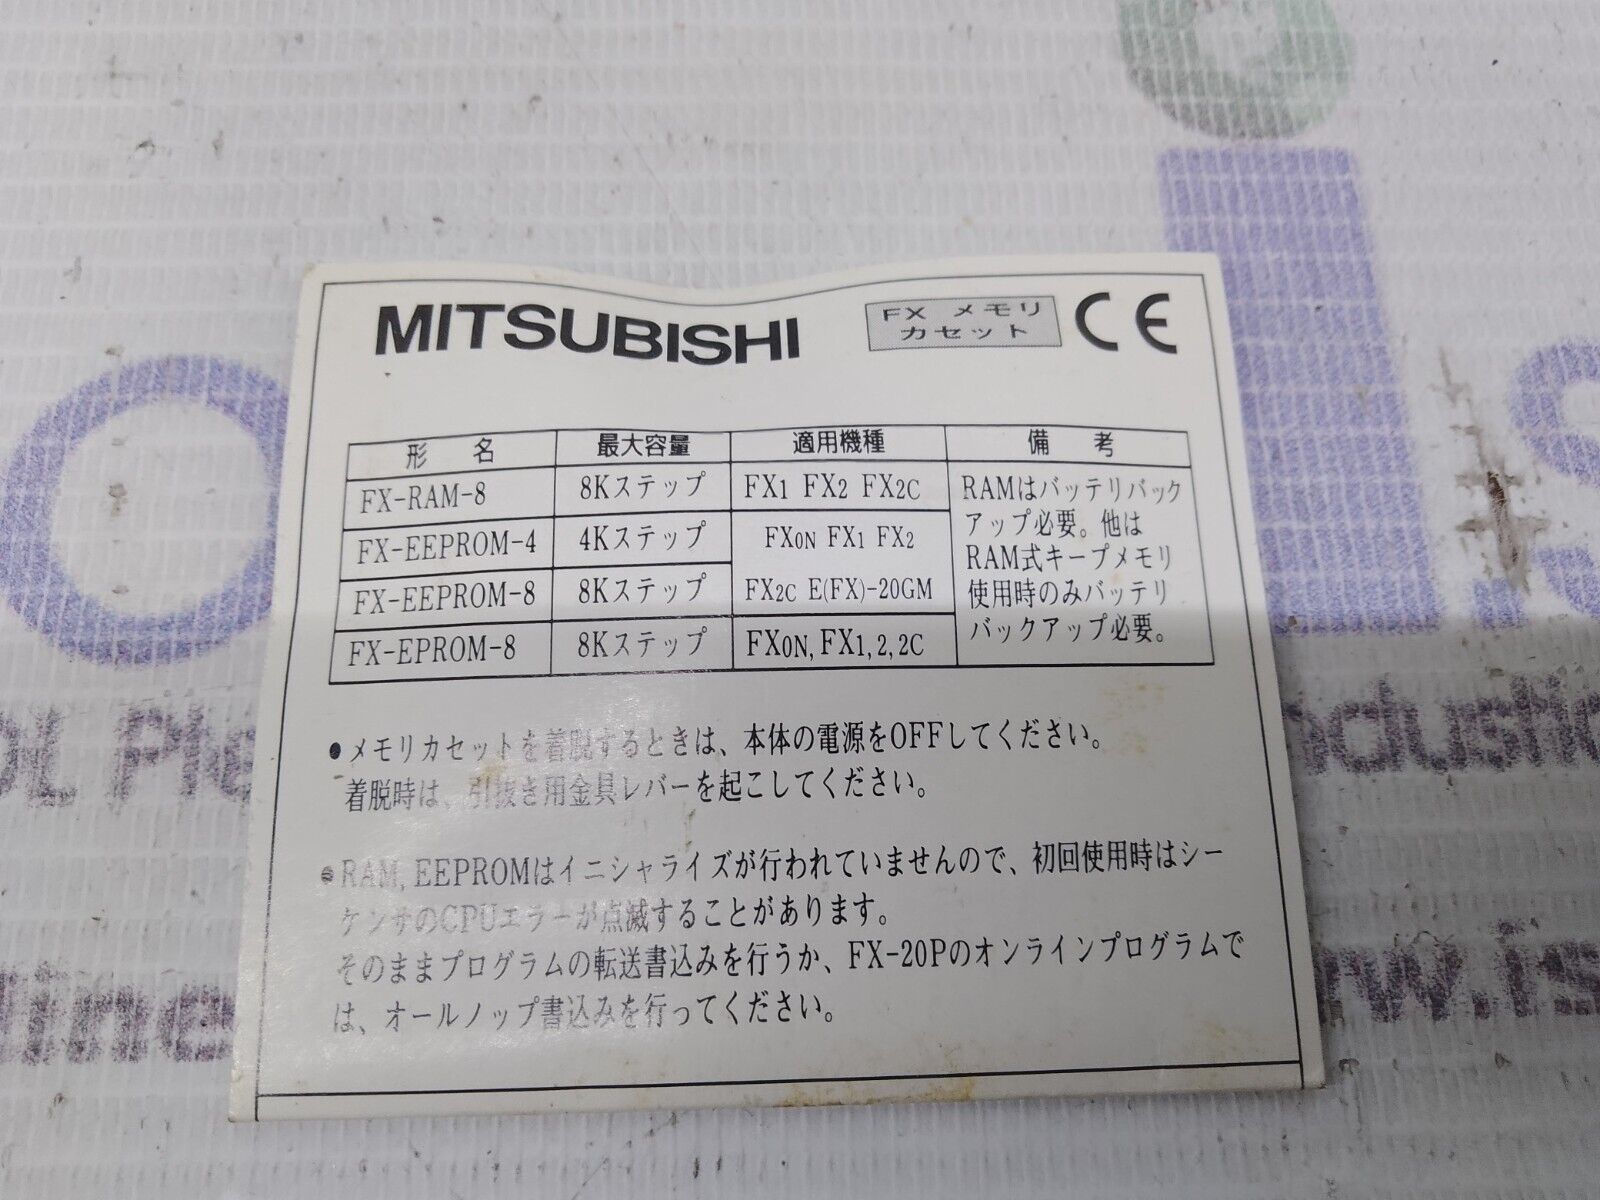 MITSUBISHI
FX メモリ
カセット
CE
形名 最大容量 適用機種 備考
FX-RAM-8 8Kステップ FX1 FX2 FX2C
FX-EEPROM-4 4Kステップ FX0N FX1 FX2
FX-EEPROM-8 8Kステップ FX2C E(FX)-20GM
FX-EPROM-8 8Kステップ FX0N, FX1, 2, 2C
RAMはバッテリバック
アップ必要。他は
RAM式キープメモリ
使用時のみバッテリ
バックアップ必要。
●メモリカセットを着脱するときは、本体の電源をOFFしてください。
着脱時は、引抜き用金具レバーを起こしてください。
●RAM, EEPROMはイニシャライズが行われていませんので、初回使用時はシー
ケンサのCPUエラーが点滅することがあります。
そのままプログラムの転送書込みを行うか、FX-20Pのオンラインプログラムで
は、オールノップ書込みを行ってください。